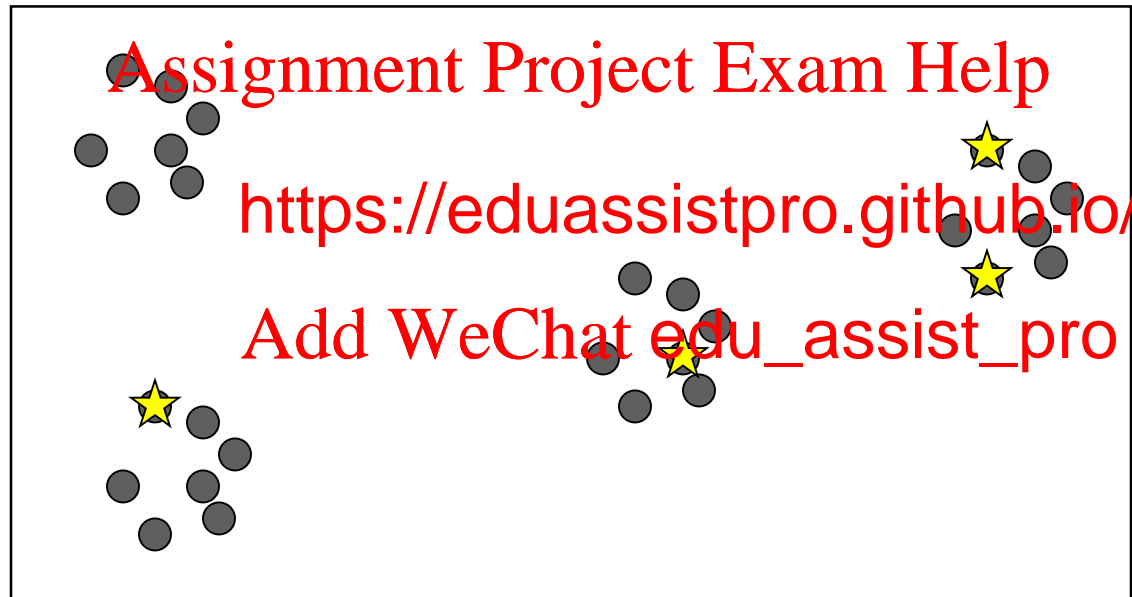 Assignment Project Exam Help
https://eduassistpro.github.io/
Add WeChat edu_assist_pro